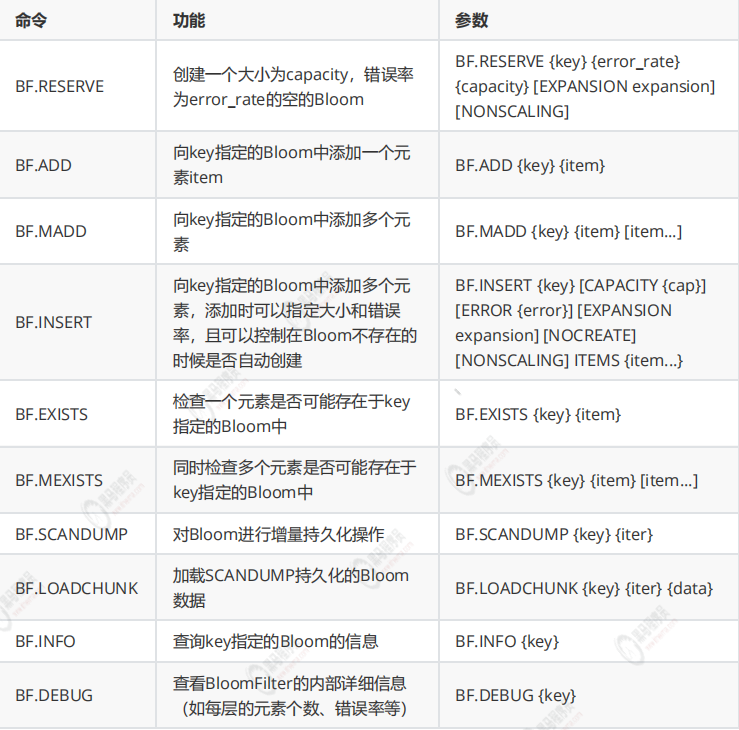 命令 功能 参数
BF.RESERVE
创建一个大小为capacity，错误率
为error_rate的空的Bloom
BF.RESERVE {key} {error_rate}
{capacity} [EXPANSION expansion]
[NONSCALING]
BF.ADD
向key指定的Bloom中添加一个元
素item
BF.ADD {key} {item}
BF.MADD
向key指定的Bloom中添加多个元
素
BF.MADD {key} {item} [item...]
BF.INSERT
向key指定的Bloom中添加多个元
素，添加时可以指定大小和错误
率，且可以控制在Bloom不存在的
时候是否自动创建
BF.INSERT {key} [CAPACITY {cap}]
[ERROR {error}] [EXPANSION
expansion] [NOCREATE]
[NONSCALING] ITEMS {item...}
BF.EXISTS
检查一个元素是否可能存在于key
指定的Bloom中
BF.EXISTS {key} {item}
BF.MEXISTS
同时检查多个元素是否可能存在于
key指定的Bloom中
BF.MEXISTS {key} {item} [item...]
BF.SCANDUMP
对Bloom进行增量持久化操作
BF.SCANDUMP {key} {iter}
BF.LOADCHUNK
加载SCANDUMP持久化的Bloom
数据
BF.LOADCHUNK {key} {iter} {data}
BF.INFO
查询key指定的Bloom的信息
BF.INFO {key}
BF.DEBUG
查看BloomFilter的内部详细信息
（如每层的元素个数、错误率等）
BF.DEBUG {key}